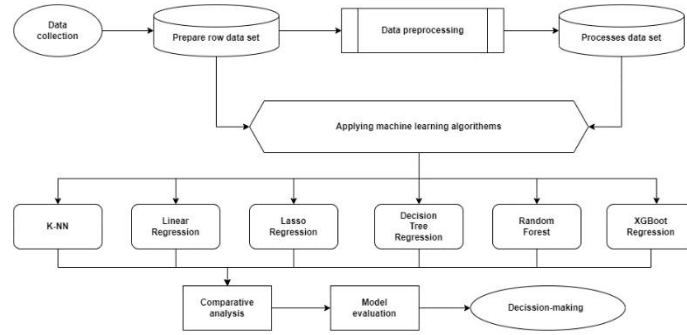 Data
collection
Prepare row data set
Data preprocessing
Processes data set
Applying machine learning algorithems
K-NN
Linear
Regression
Lasso
Regression
Decision
Tree
Regression
Random
Forest
XGBoot
Regression
Comparative
analysis
Model
evaluation
Decission-making